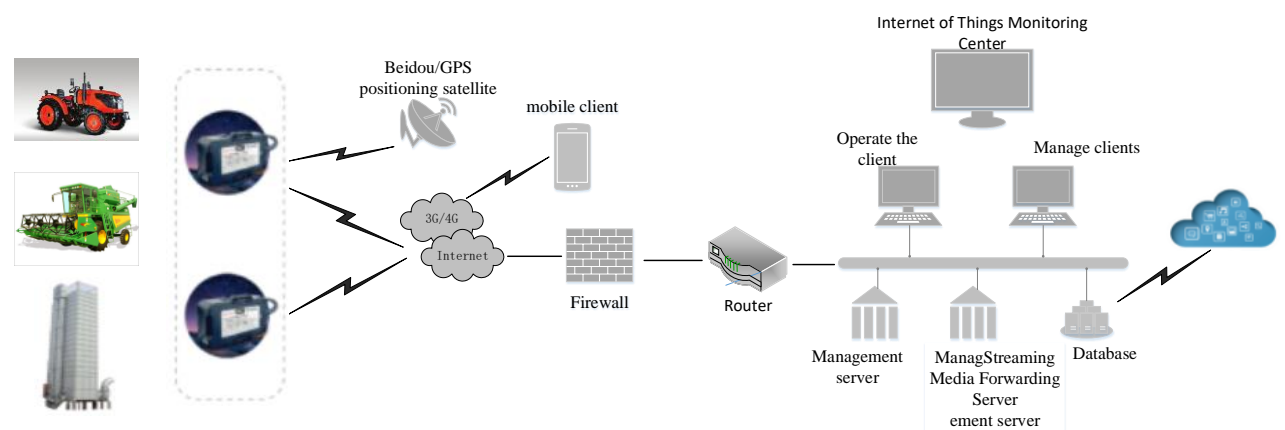 Internet of Things Monitoring
Center
Beidou/GPS
positioning satellite
mobile client
Operate the
client
Manage clients
3G/4G
Internet
Firewall
Router
Management
server
ManagStreaming
Media Forwarding
Server
ement server
Database